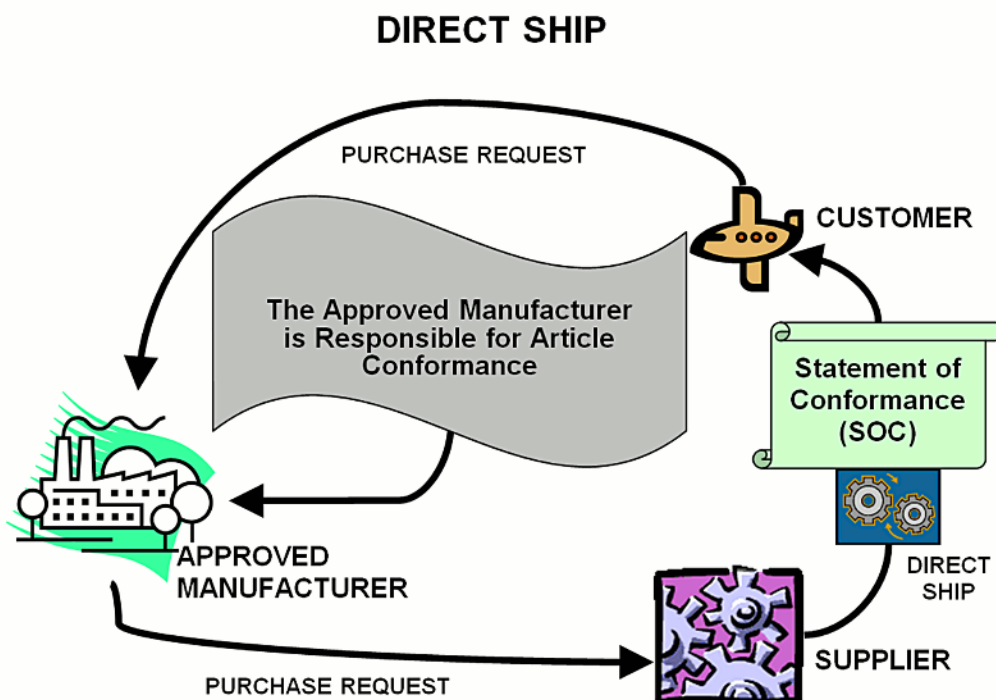 DIRECT SHIP
PURCHASE REQUEST
CUSTOMER
The Approved Manufacturer
is Responsible for Article
Conformance
Statement of
Conformance
(SOC)
APPROVED
MANUFACTURER
DIRECT
SHIP
SUPPLIER
PURCHASE REQUEST